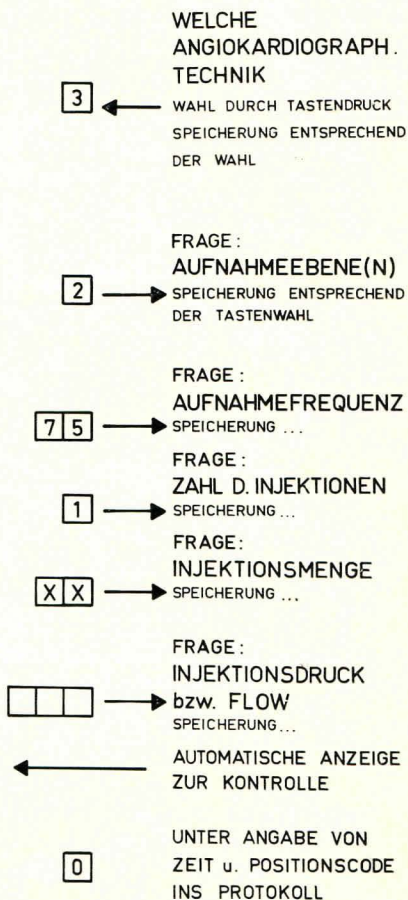 WELCHE
ANGIOKARDIOGRAPH.
TECHNIK
3
WAHL DURCH TASTENDRUCK
SPEICHERUNG ENTSPRECHEND
DER WAHL
FRAGE:
AUFNAHMEEBENE(N)
2 SPEICHERUNG ENTSPRECHEND
DER TASTENWAHL
FRAGE:
AUFNAHMEFREQUENZ
75 SPEICHERUNG ...
FRAGE:
ZAHL D. INJEKTIONEN
1 SPEICHERUNG ...
FRAGE:
INJEKTIONSMENGE
XX SPEICHERUNG ...
FRAGE:
INJEKTIONSDRUCK
bzw. FLOW
SPEICHERUNG...
AUTOMATISCHE ANZEIGE
ZUR KONTROLLE
UNTER ANGABE VON
0 ZEIT u. POSITIONSCODE
INS PROTOKOLL